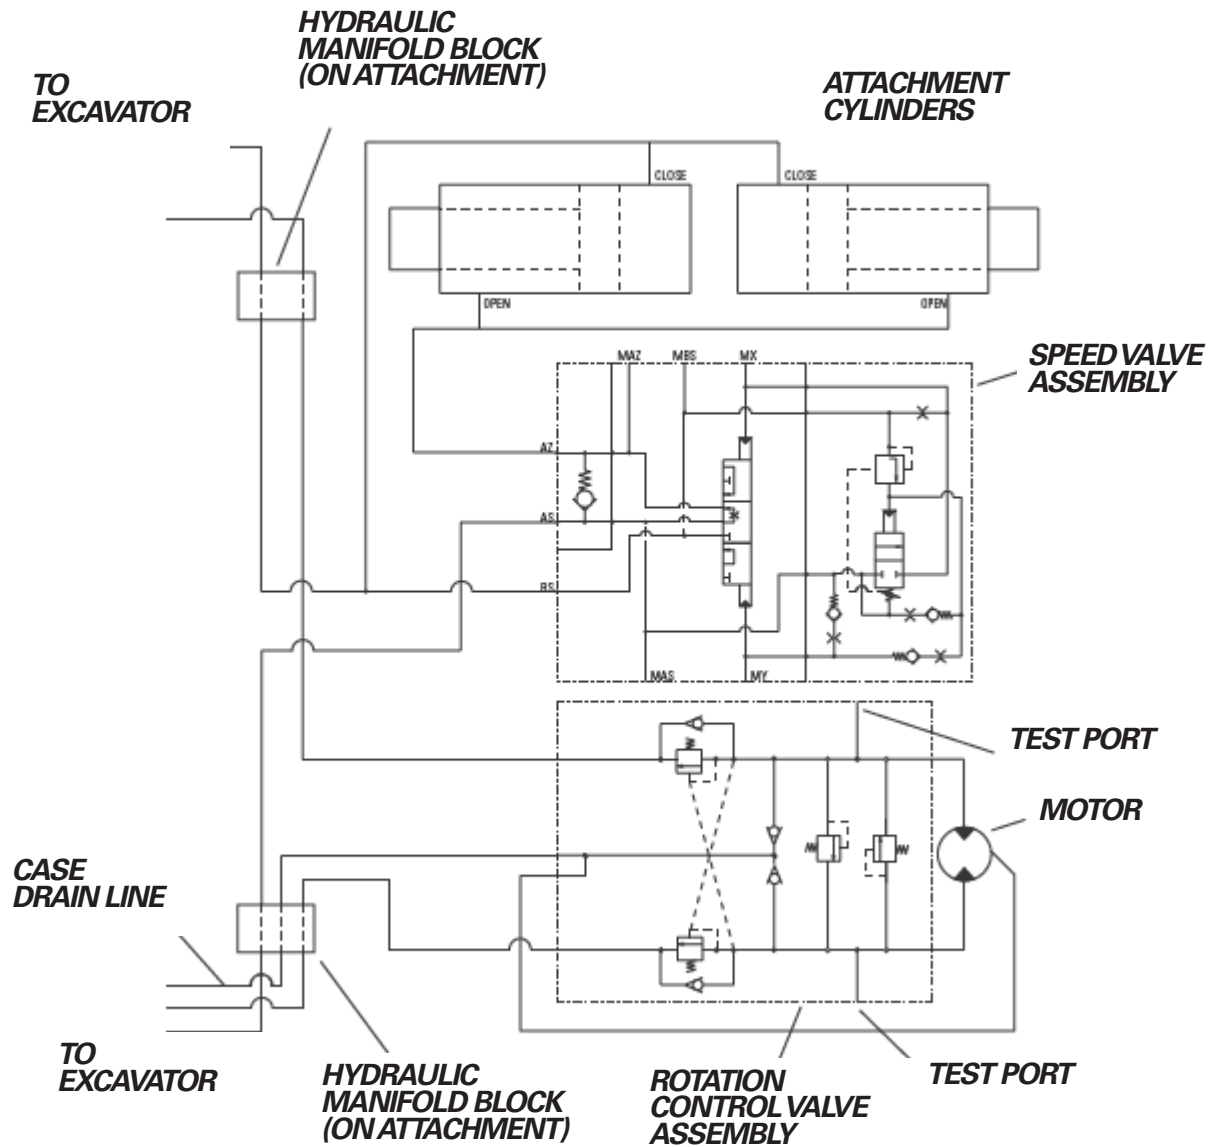 HYDRAULIC
MANIFOLD BLOCK
(ON ATTACHMENT)
TO
EXCAVATOR
ATTACHMENT
CYLINDERS
CLOSE
CLOSE
OPEN
OPEN
SPEED VALVE
ASSEMBLY
MAZ
MBS
MX
AZ
AS
BS
MAS
MY
TEST PORT
MOTOR
CASE
DRAIN LINE
TO
EXCAVATOR
HYDRAULIC
MANIFOLD BLOCK
(ON ATTACHMENT)
ROTATION
CONTROL VALVE
ASSEMBLY
TEST PORT